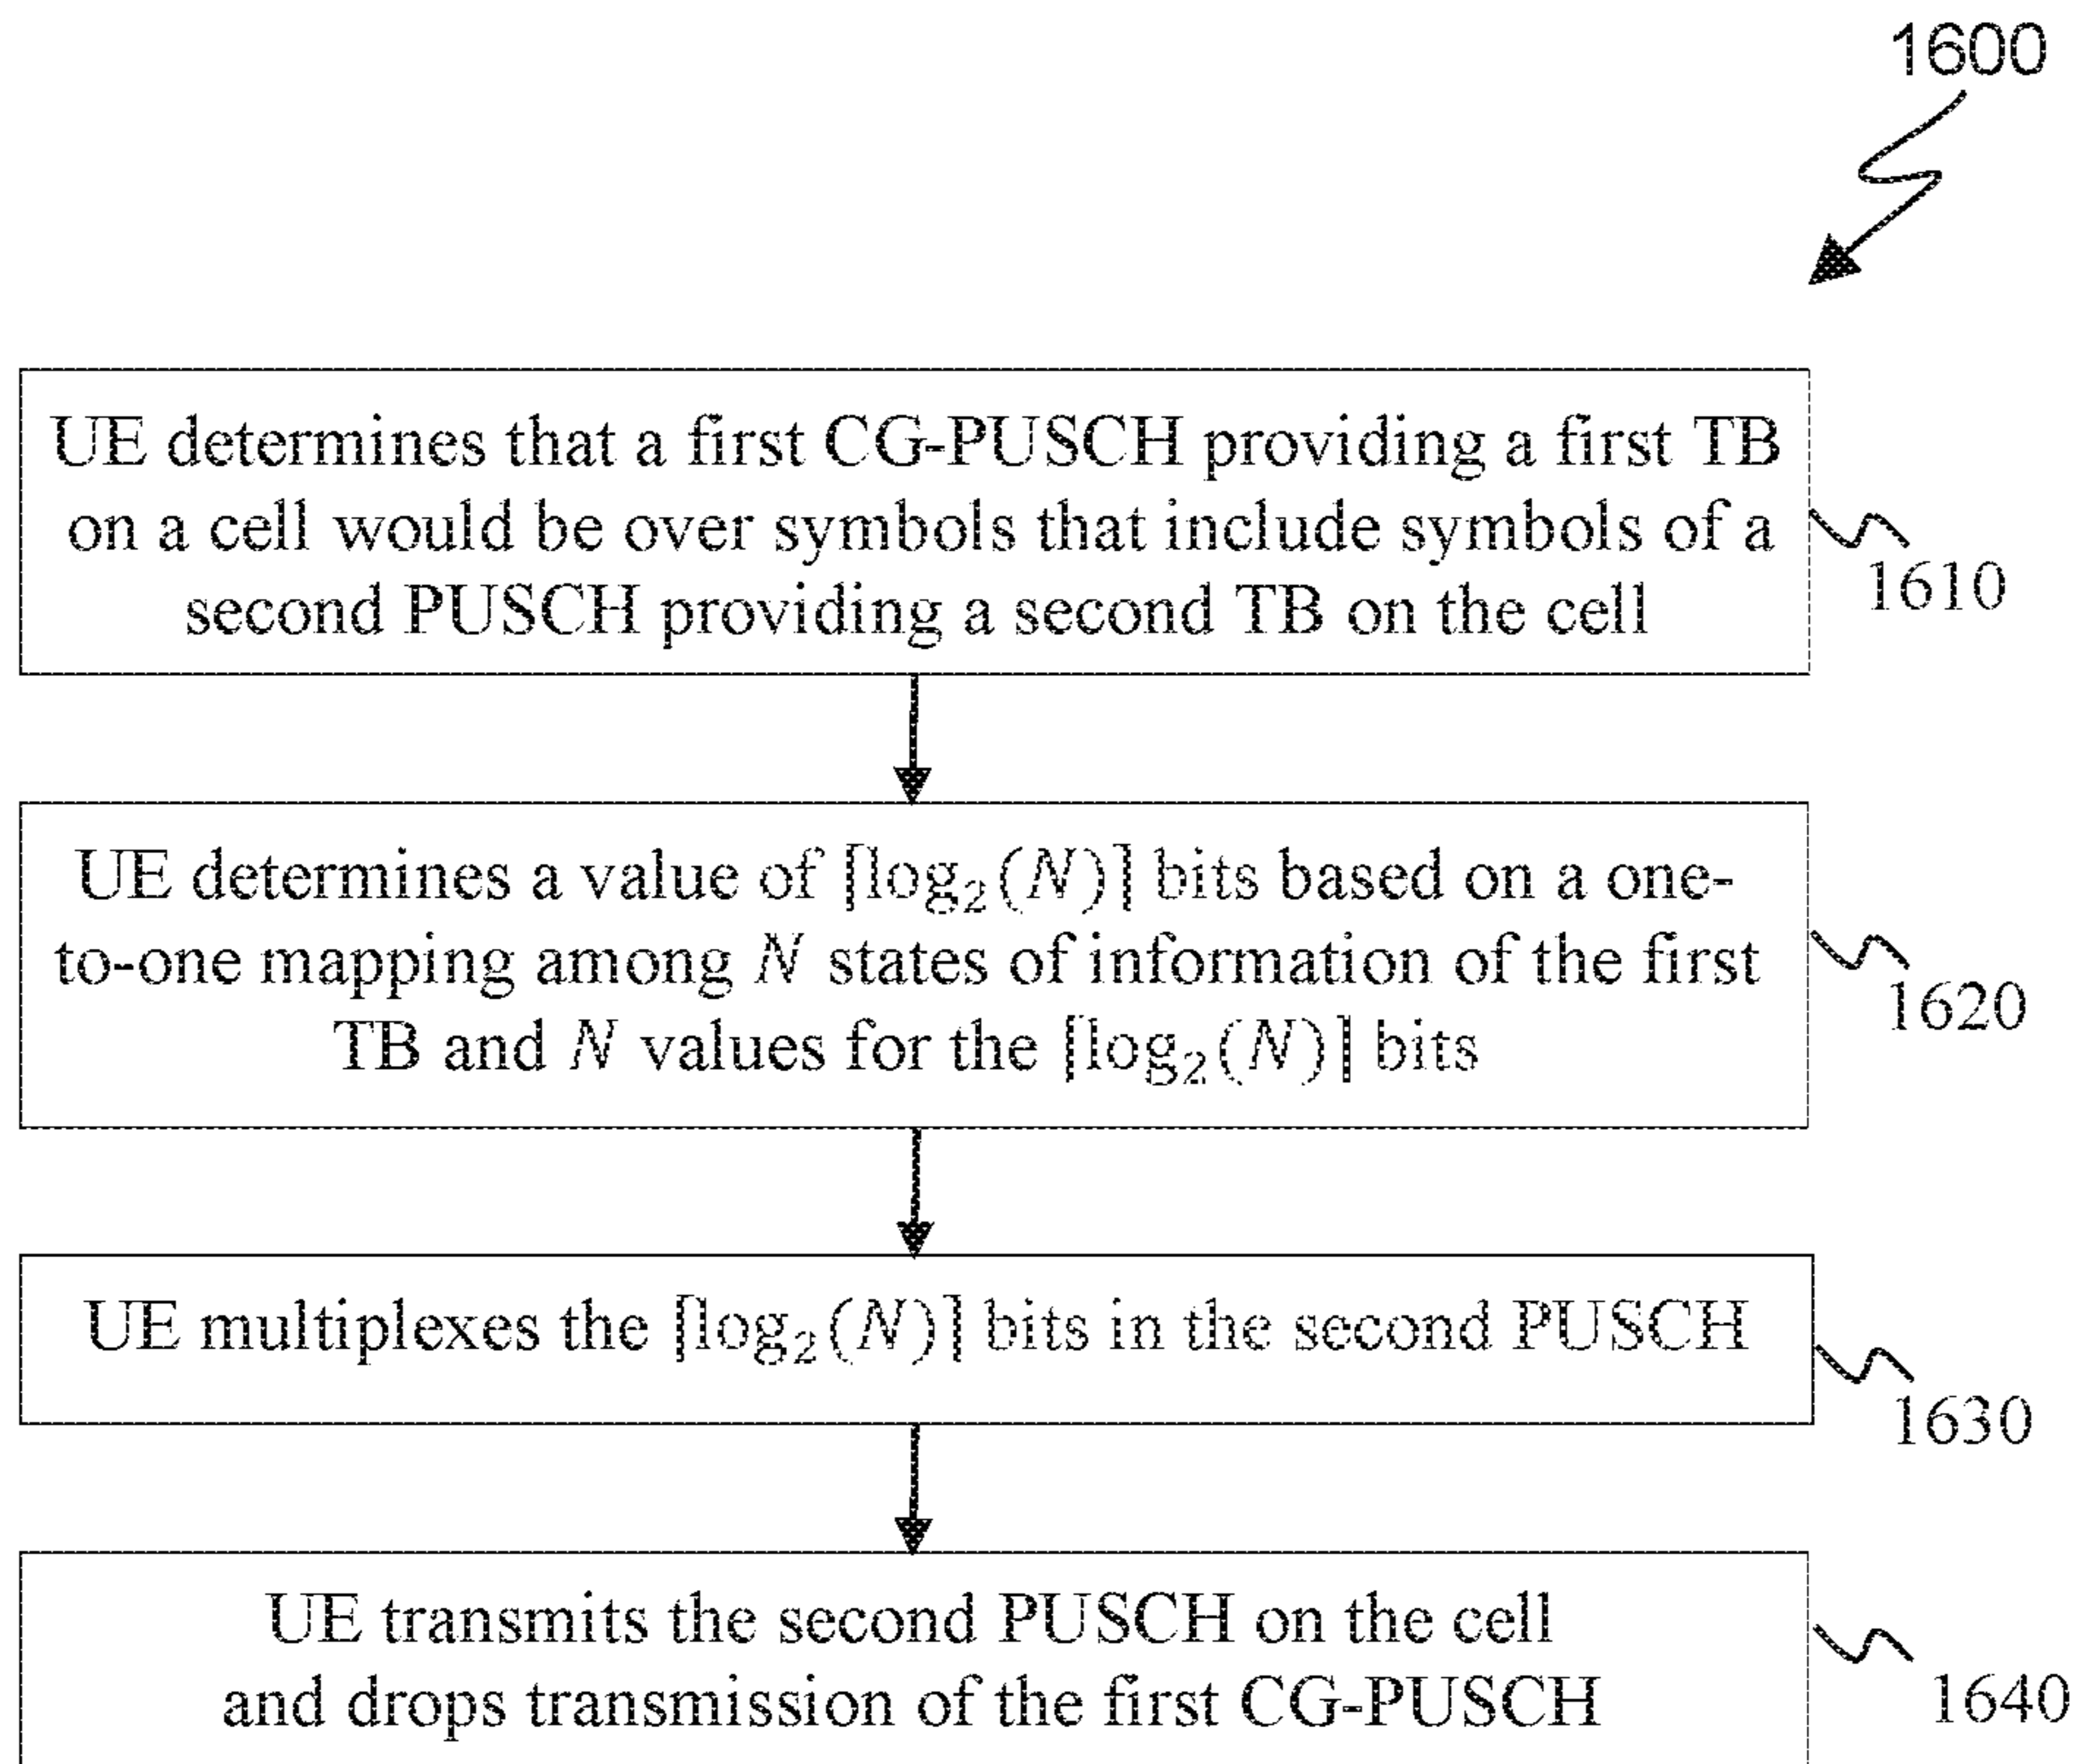 1600
UE determines that a first CG-PUSCH providing a first TB
on a cell would be over symbols that include symbols of a
second PUSCH providing a second TB on the cell
1610
UE determines a value of ⌈log₂(N)⌉ bits based on a one-
to-one mapping among N states of information of the first
TB and N values for the ⌈log₂(N)⌉ bits
1620
UE multiplexes the ⌈log₂(N)⌉ bits in the second PUSCH
1630
UE transmits the second PUSCH on the cell
and drops transmission of the first CG-PUSCH
1640